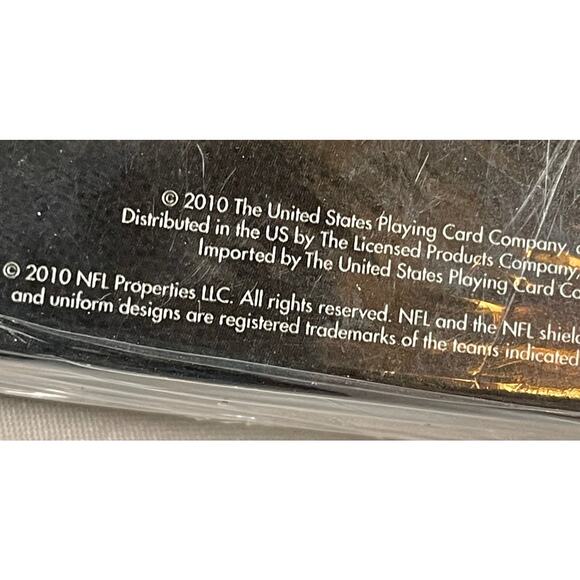 © 2010 The United States Playing Card Company,
Distributed in the US by The Licensed Products Company,
Imported by The United States Playing Card Co
© 2010 NFL Properties LLC. All rights reserved. NFL and the NFL shield
and uniform designs are registered trademarks of the teams indicated